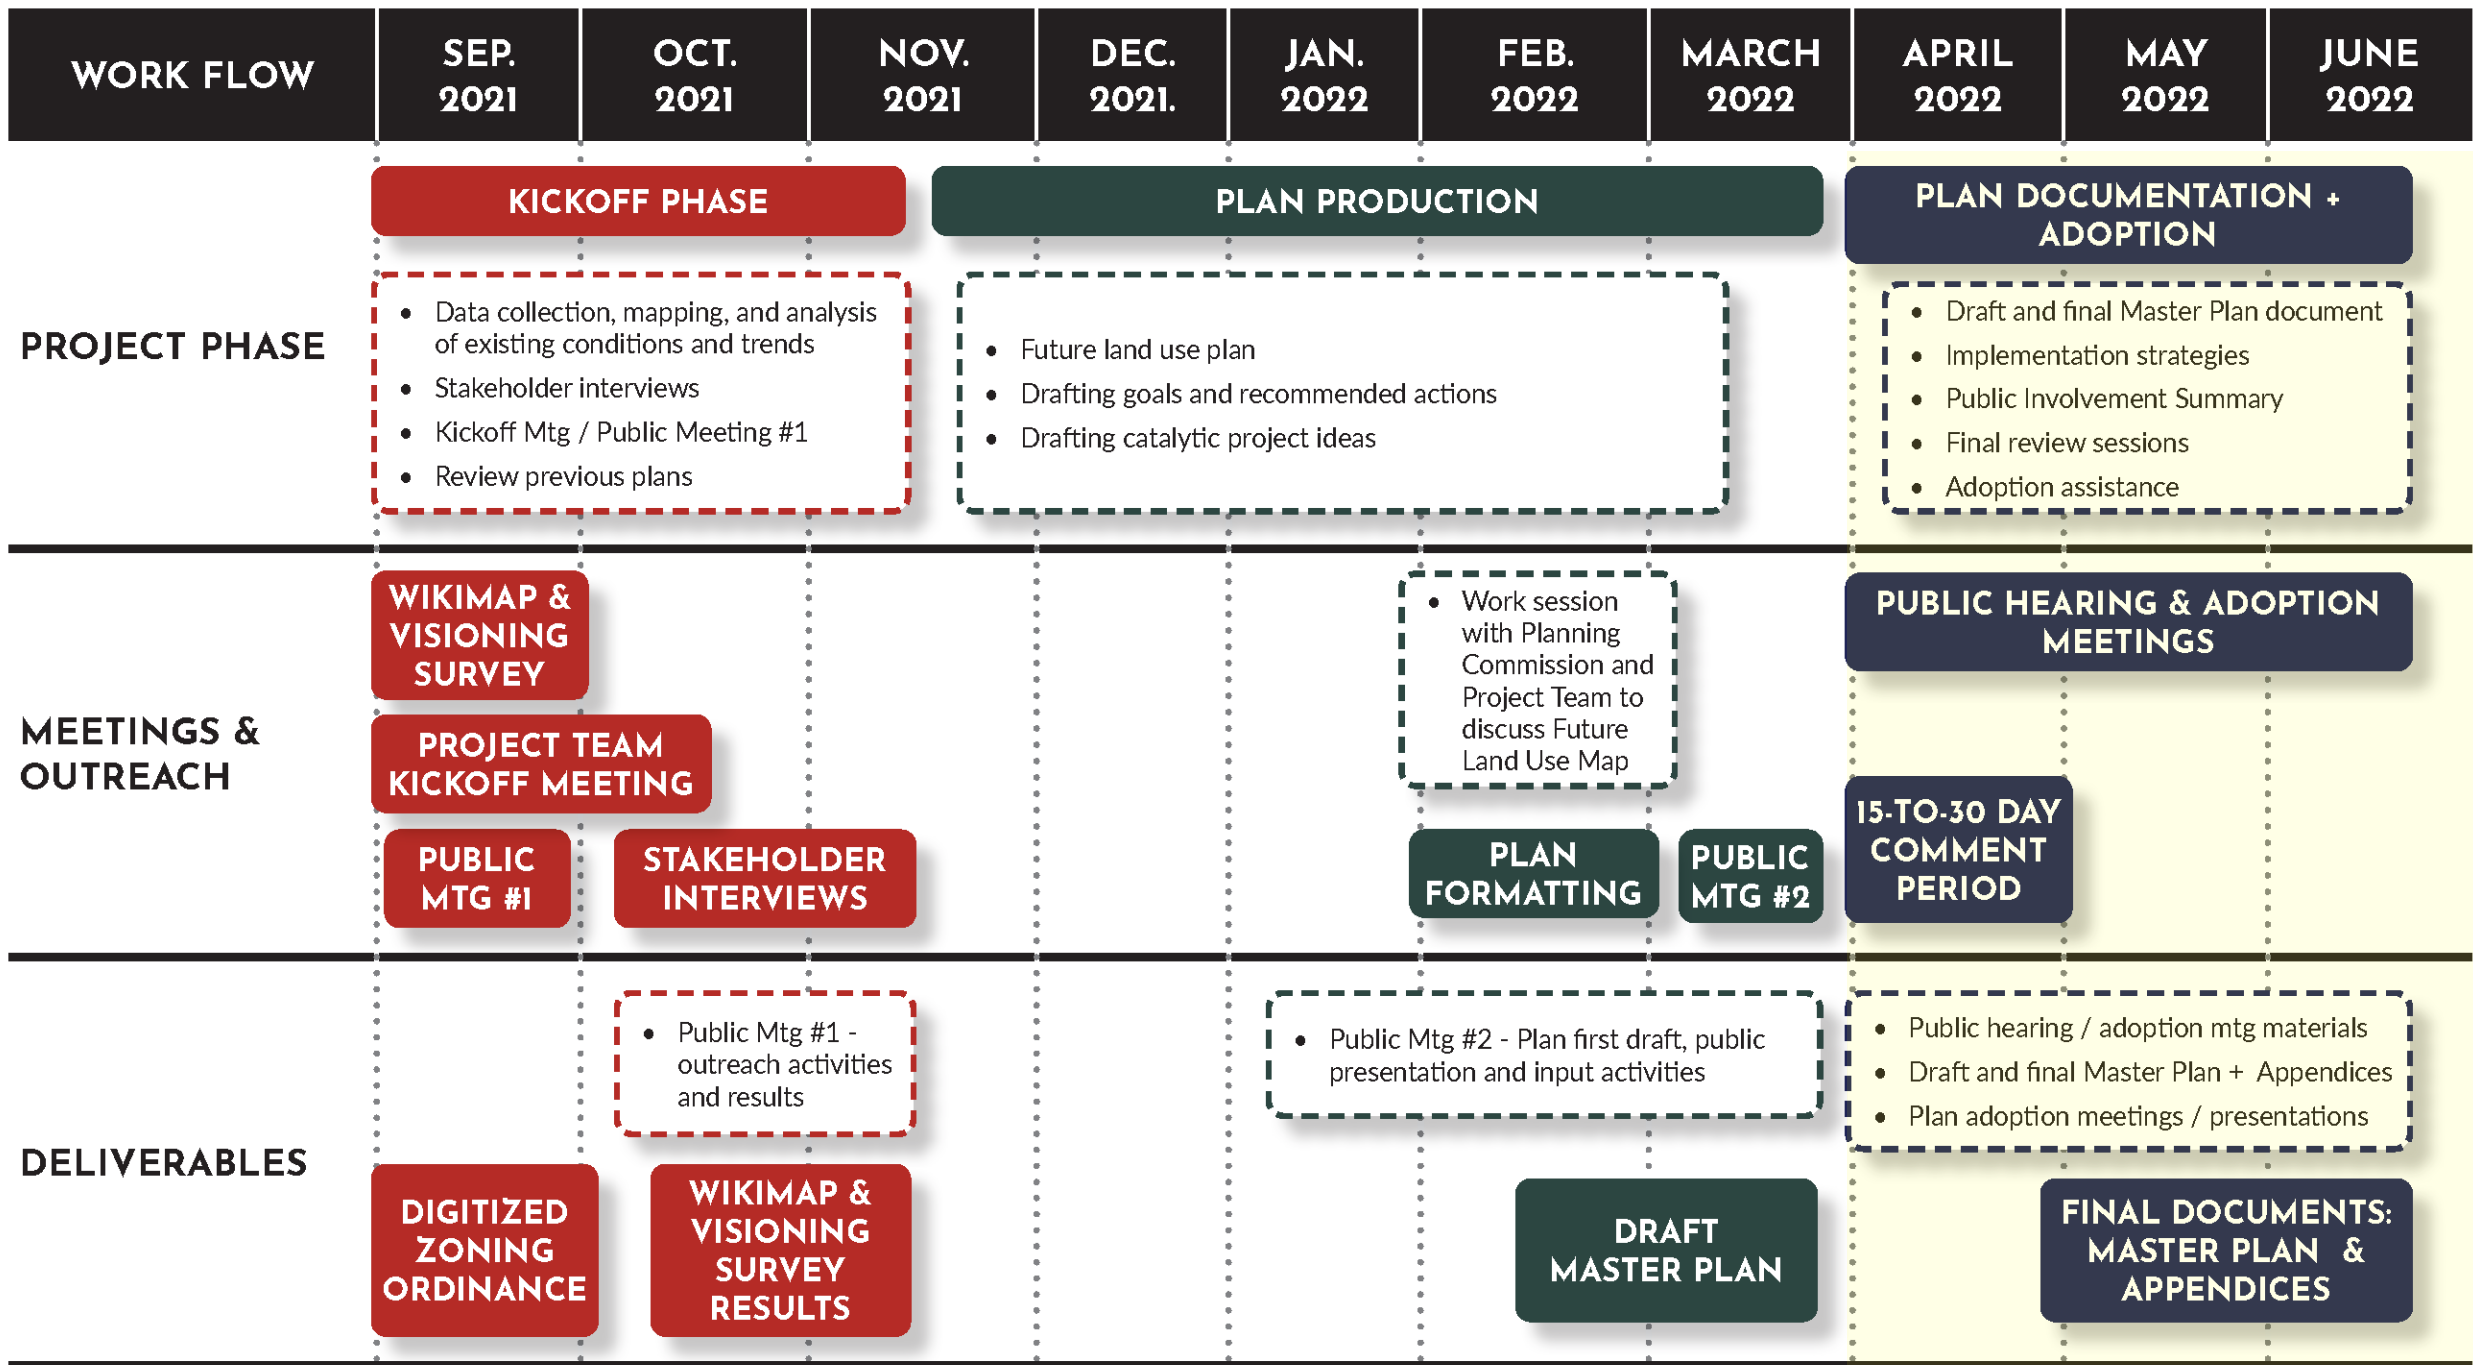 WORK FLOW
SEP.
2021
OCT.
2021
NOV.
2021
DEC.
2021.
JAN.
2022
FEB.
2022
MARCH
2022
APRIL
2022
MAY
2022
JUNE
2022
PROJECT PHASE
KICKOFF PHASE
• Data collection, mapping, and analysis
of existing conditions and trends
• Stakeholder interviews
• Kickoff Mtg / Public Meeting #1
• Review previous plans
PLAN PRODUCTION
• Future land use plan
• Drafting goals and recommended actions
• Drafting catalytic project ideas
PLAN DOCUMENTATION +
ADOPTION
• Draft and final Master Plan document
• Implementation strategies
• Public Involvement Summary
• Final review sessions
• Adoption assistance
MEETINGS &
OUTREACH
WIKIMAP &
VISIONING
SURVEY
PROJECT TEAM
KICKOFF MEETING
PUBLIC
MTG #1
STAKEHOLDER
INTERVIEWS
• Work session
with Planning
Commission and
Project Team to
discuss Future
Land Use Map
PLAN
FORMATTING
PUBLIC
MTG #2
PUBLIC HEARING & ADOPTION
MEETINGS
15-TO-30 DAY
COMMENT
PERIOD
DELIVERABLES
• Public Mtg #1 -
outreach activities
and results
DIGITIZED
ZONING
ORDINANCE
WIKIMAP &
VISIONING
SURVEY
RESULTS
• Public Mtg #2 - Plan first draft, public
presentation and input activities
DRAFT
MASTER PLAN
• Public hearing / adoption mtg materials
• Draft and final Master Plan + Appendices
• Plan adoption meetings / presentations
FINAL DOCUMENTS:
MASTER PLAN &
APPENDICES